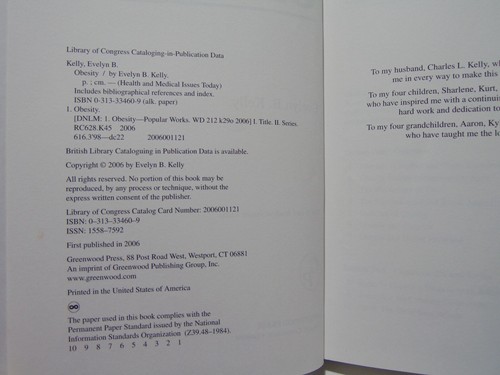 Library of Congress Cataloging-in-Publication Data
Kelly, Evelyn B.
Obesity / by Evelyn B. Kelly.
p. ; cm. — (Health and Medical Issues Today)
Includes bibliographical references and index.
ISBN 0-313-33460-9 (alk. paper)
1. Obesity.
[DNLM: 1. Obesity—Popular Works. WD 212 k29o 2006] I. Title. II. Series.
RC628.K45 2006
616.3'98—dc22 2006001121
British Library Cataloguing in Publication Data is available.
Copyright © 2006 by Evelyn B. Kelly
All rights reserved. No portion of this book may be
reproduced, by any process or technique, without the
express written consent of the publisher.
Library of Congress Catalog Card Number: 2006001121
ISBN: 0–313–33460–9
ISSN: 1558–7592
First published in 2006
Greenwood Press, 88 Post Road West, Westport, CT 06881
An imprint of Greenwood Publishing Group, Inc.
www.greenwood.com
Printed in the United States of America
The paper used in this book complies with the
Permanent Paper Standard issued by the National
Information Standards Organization (Z39.48–1984).
10 9 8 7 6 5 4 3 2 1
To my husband, Charles L. Kelly,
me in every way to make this
To my four children, Sharlene, Kurt,
who have inspired me with a
hard work and dedication to
To my four grandchildren, Aaron,
who have taught me the